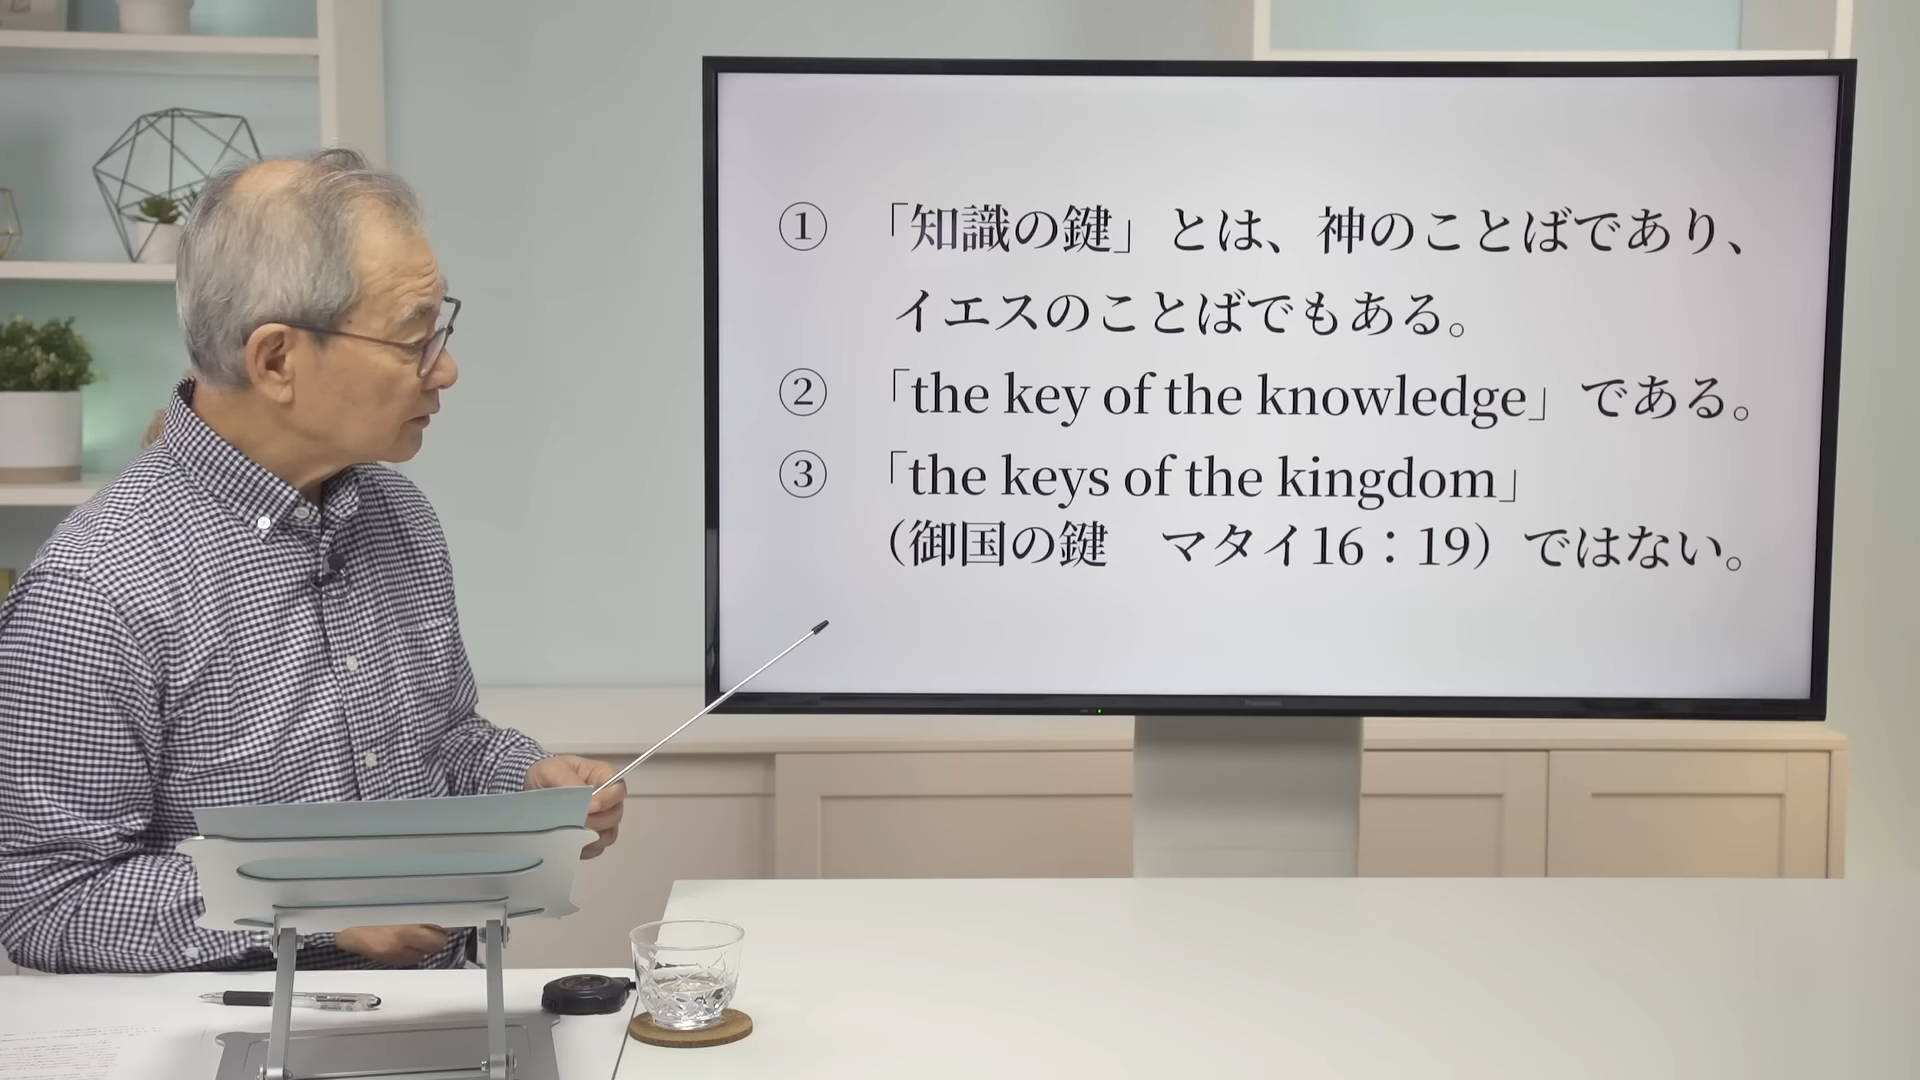 ① 「知識の鍵」とは、神のことばであり、
イエスのことばでもある。
② 「the key of the knowledge」である。
③ 「the keys of the kingdom」
（御国の鍵　マタイ16：19）ではない。